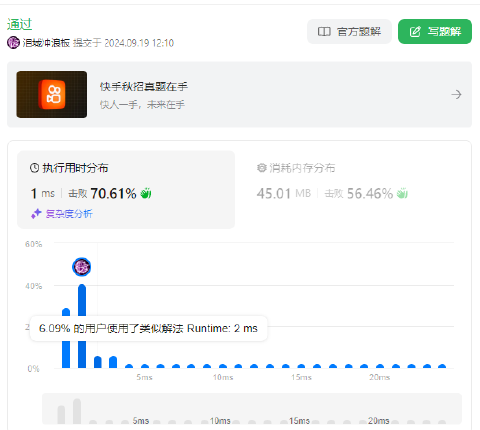 通过
泪域冲浪板 提交于 2024.09.19 12:10
官方题解
写题解
快手秋招真题在手
快人一手，未来在手
执行用时分布
1 ms 击败 70.61%
复杂度分析
消耗内存分布
45.01 MB 击败 56.46%
60%
40%
2
0%
6.09% 的用户使用了类似解法 Runtime: 2 ms
5ms 10ms 15ms 20ms
5ms 10ms 15ms 20ms